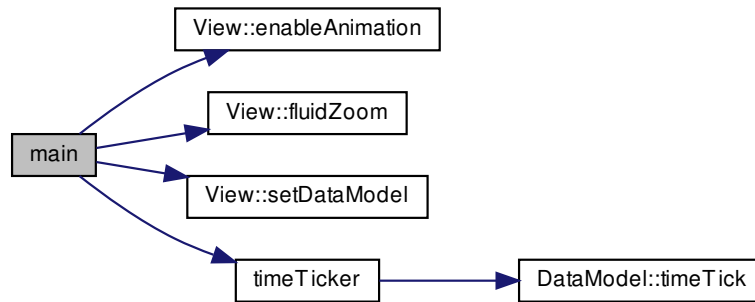 View::enableAnimation
View::fluidZoom
main
View::setDataModel
timeTicker
DataModel::timeTick